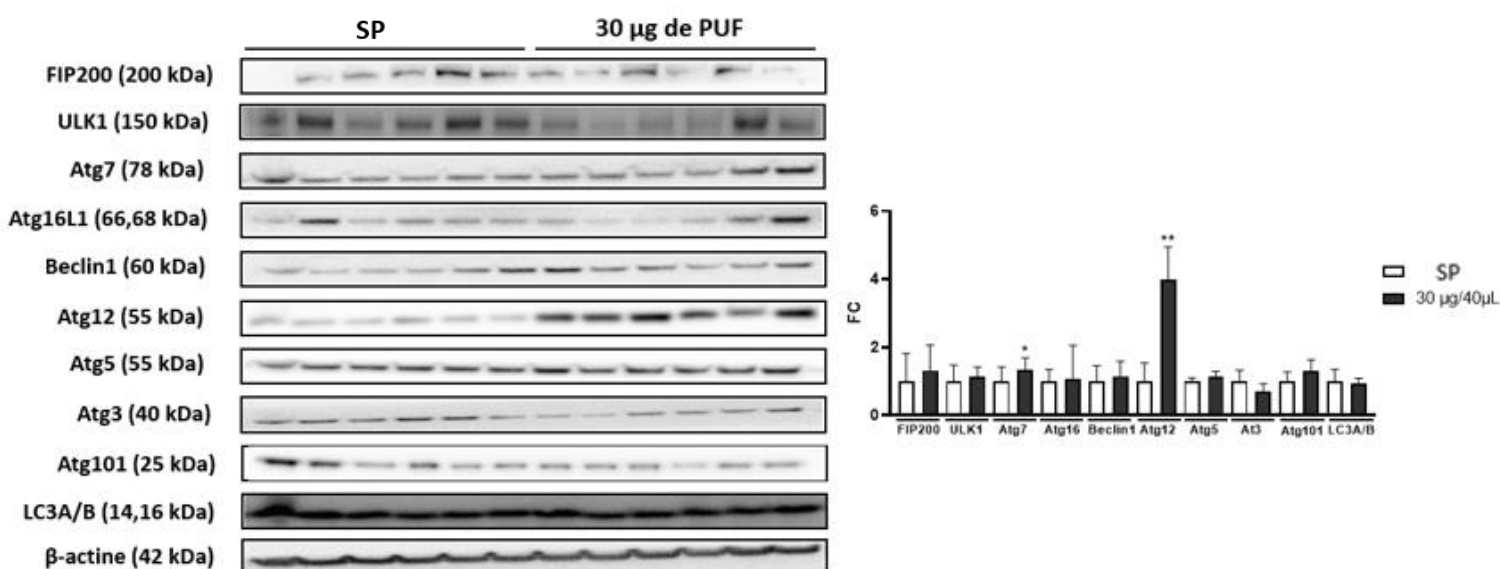 SP
30 µg de PUF
FIP200 (200 kDa)
ULK1 (150 kDa)
Atg7 (78 kDa)
Atg16L1 (66,68 kDa)
Beclin1 (60 kDa)
Atg12 (55 kDa)
Atg5 (55 kDa)
Atg3 (40 kDa)
Atg101 (25 kDa)
LC3A/B (14,16 kDa)
β-actine (42 kDa)
FC
6
4
2
0
*
**
FIP200 ULK1 Atg7 Atg16 Beclin1 Atg12 Atg5 At3 Atg101 LC3A/B
SP
30 µg/40µL